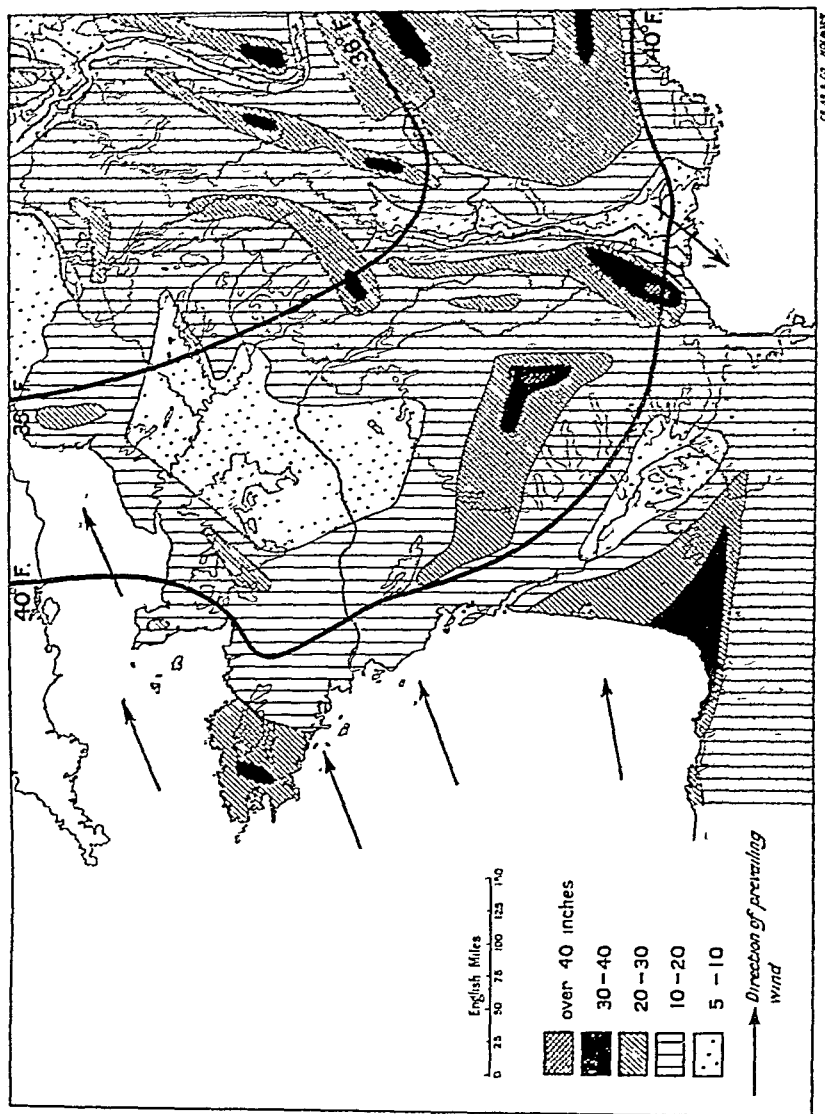 40° F.
38° F.
38° F.
40° F.
English Miles
0 25 50 75 100 125 150
over 40 inches
30 – 40
20 – 30
10 – 20
5 – 10
Direction of prevailing
wind